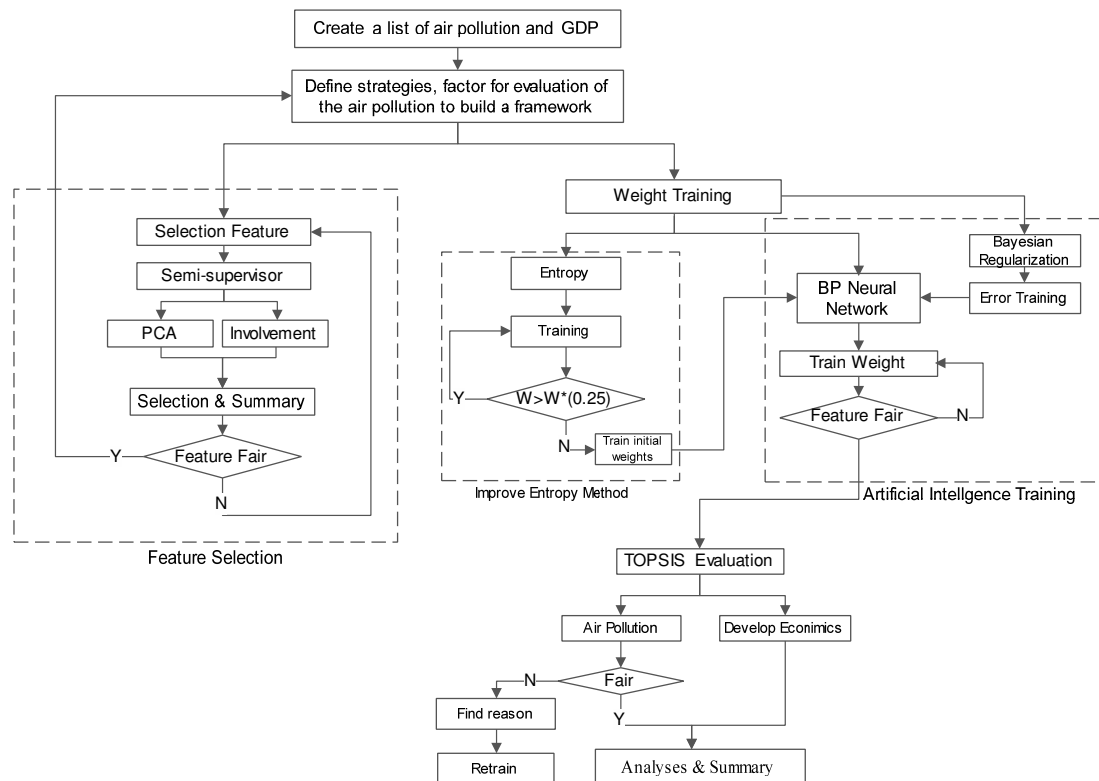 Create a list of air pollution and GDP
Define strategies, factor for evaluation of
the air pollution to build a framework
Weight Training
Selection Feature
Semi-supervisor
PCA
Involvement
Selection & Summary
Feature Fair
Y
N
Feature Selection
Entropy
Training
W>W*(0.25)
Y
N
Train initial
weights
Improve Entropy Method
Bayesian
Regularization
Error Training
BP Neural
Network
Train Weight
Feature Fair
N
Artificial Intellgence Training
TOPSIS Evaluation
Air Pollution
Develop Econimics
Fair
N
Y
Find reason
Retrain
Analyses & Summary